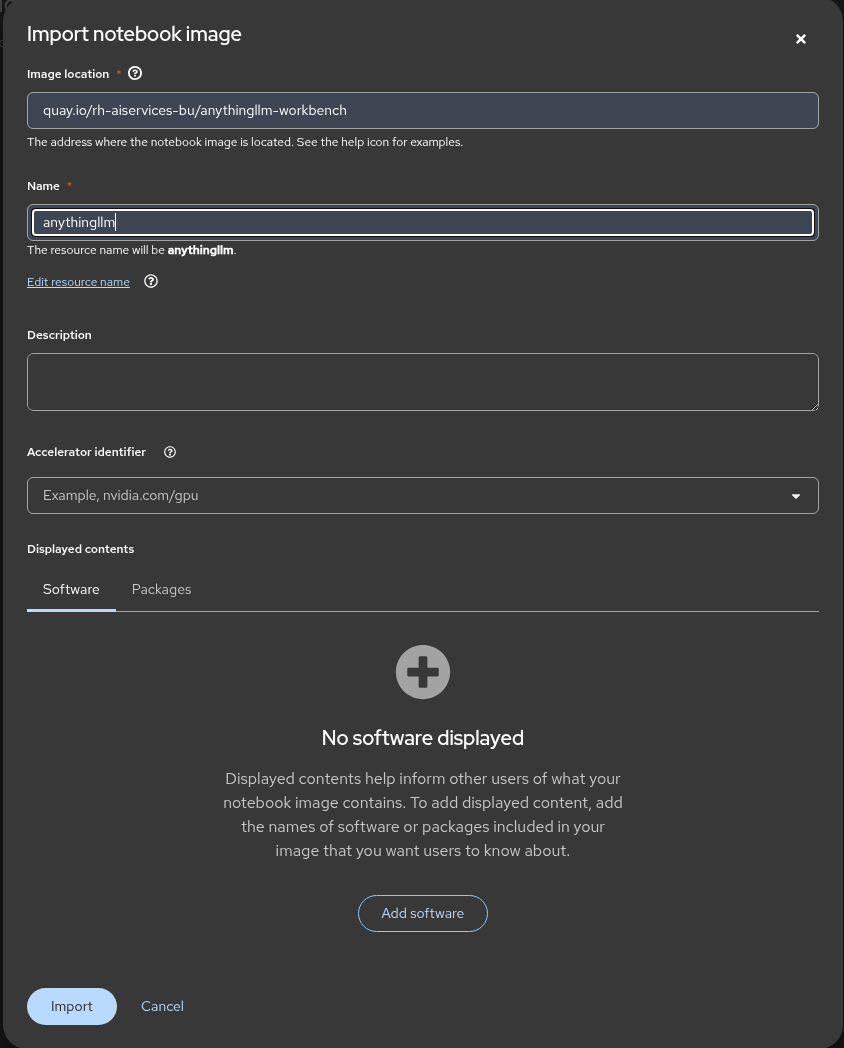 Import notebook image
Image location *
quay.io/rh-aiservices-bu/anythingllm-workbench
The address where the notebook image is located. See the help icon for examples.
Name *
anythingllm
The resource name will be anythingllm.
Edit resource name
Description
Accelerator identifier
Example, nvidia.com/gpu
Displayed contents
Software Packages
No software displayed
Displayed contents help inform other users of what your
notebook image contains. To add displayed content, add
the names of software or packages included in your
image that you want users to know about.
Add software
Import Cancel